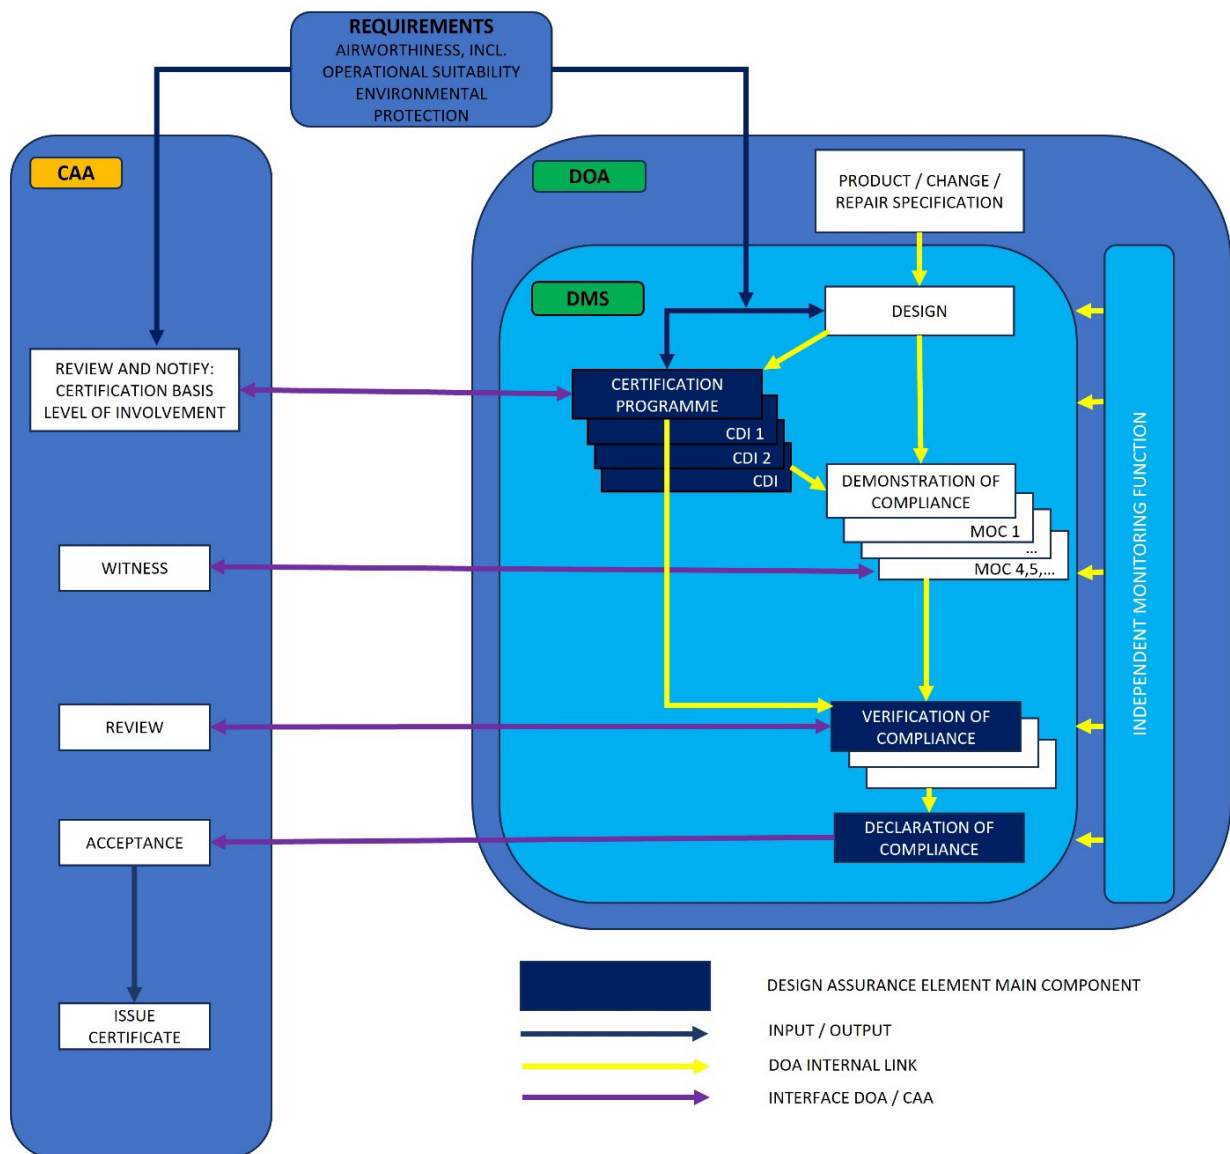 REQUIREMENTS
AIRWORTHINESS, INCL.
OPERATIONAL SUITABILITY
ENVIRONMENTAL
PROTECTION
CAA
DOA
PRODUCT / CHANGE /
REPAIR SPECIFICATION
DMS
DESIGN
REVIEW AND NOTIFY:
CERTIFICATION BASIS
LEVEL OF INVOLVEMENT
CERTIFICATION
PROGRAMME
CDI 1
CDI 2
CDI
DEMONSTRATION OF
COMPLIANCE
MOC 1
...
MOC 4,5,...
INDEPENDENT MONITORING FUNCTION
WITNESS
REVIEW
VERIFICATION OF
COMPLIANCE
ACCEPTANCE
DECLARATION OF
COMPLIANCE
ISSUE
CERTIFICATE
DESIGN ASSURANCE ELEMENT MAIN COMPONENT
INPUT / OUTPUT
DOA INTERNAL LINK
INTERFACE DOA / CAA